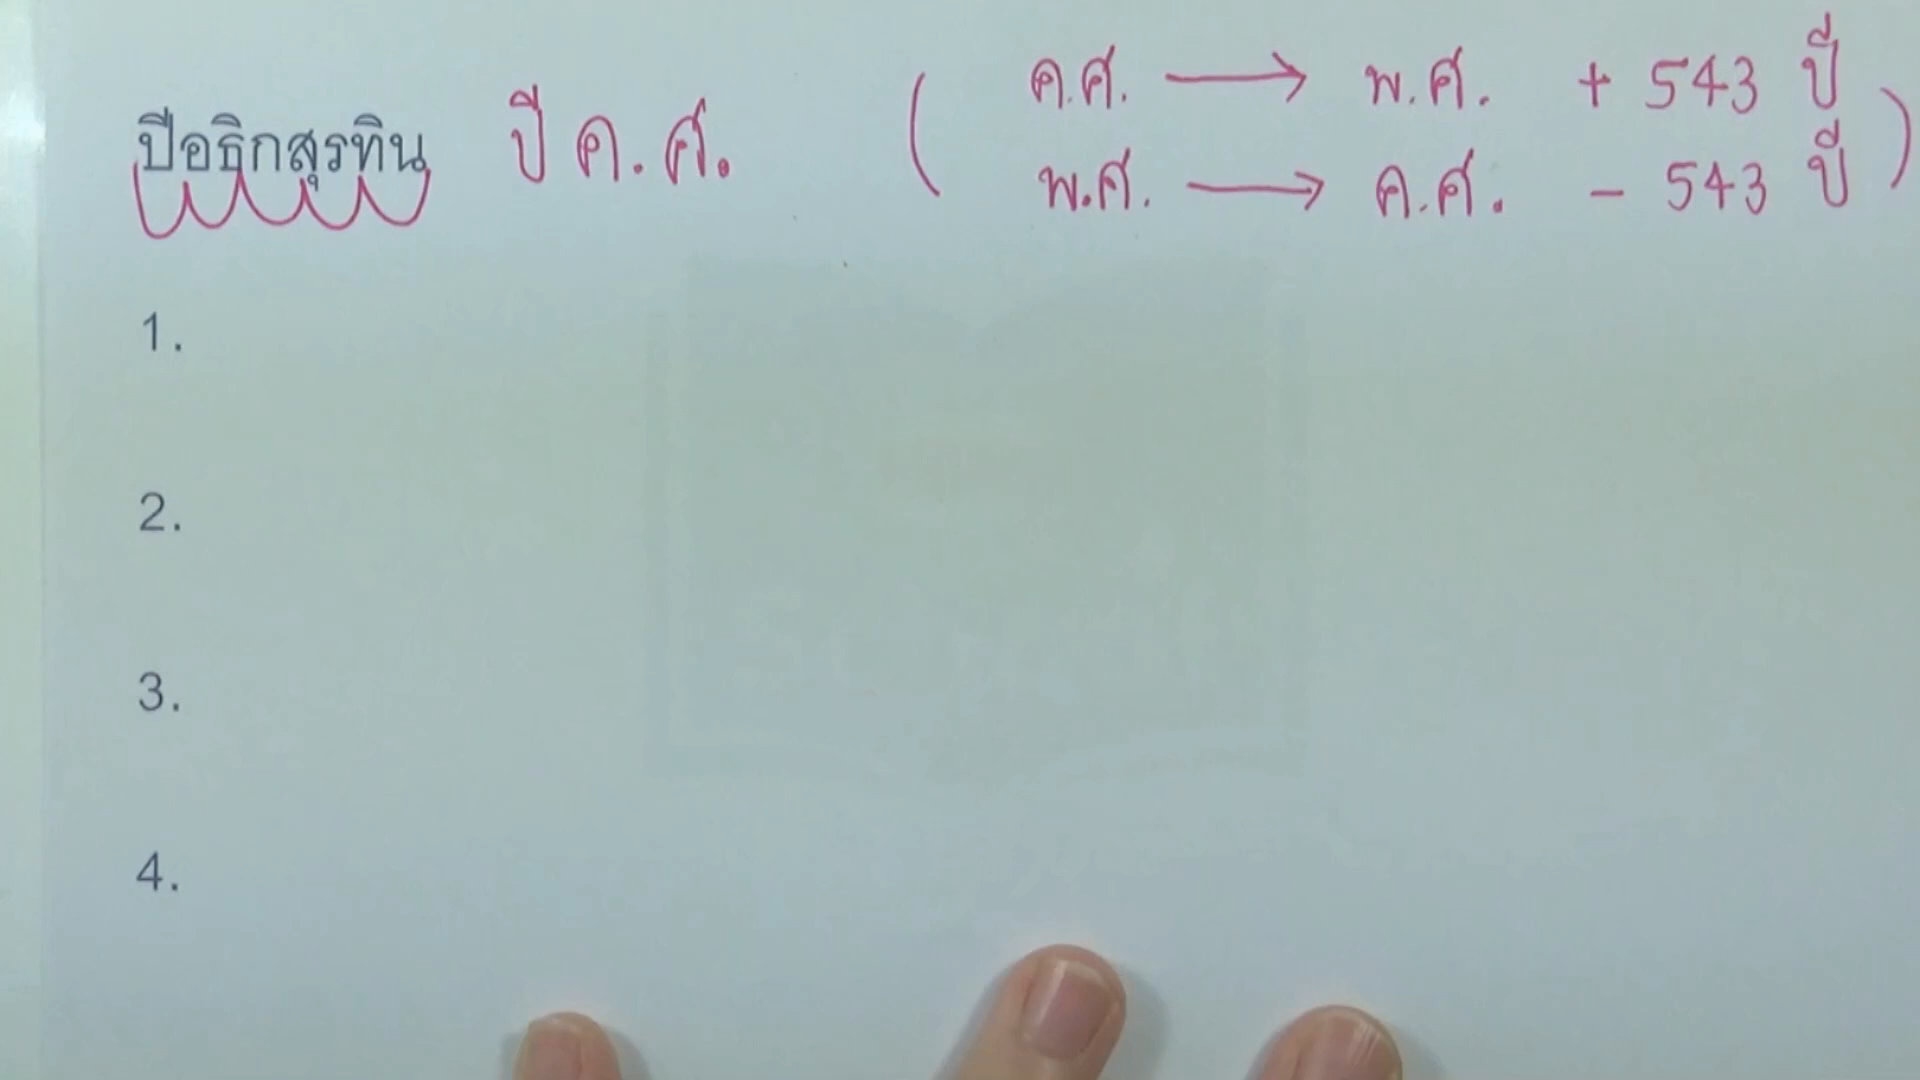 ปีอธิกสุรทิน ปี ค.ศ. ( ค.ศ. → พ.ศ. + 543 ปี
พ.ศ. → ค.ศ. - 543 ปี )
1.
2.
3.
4.